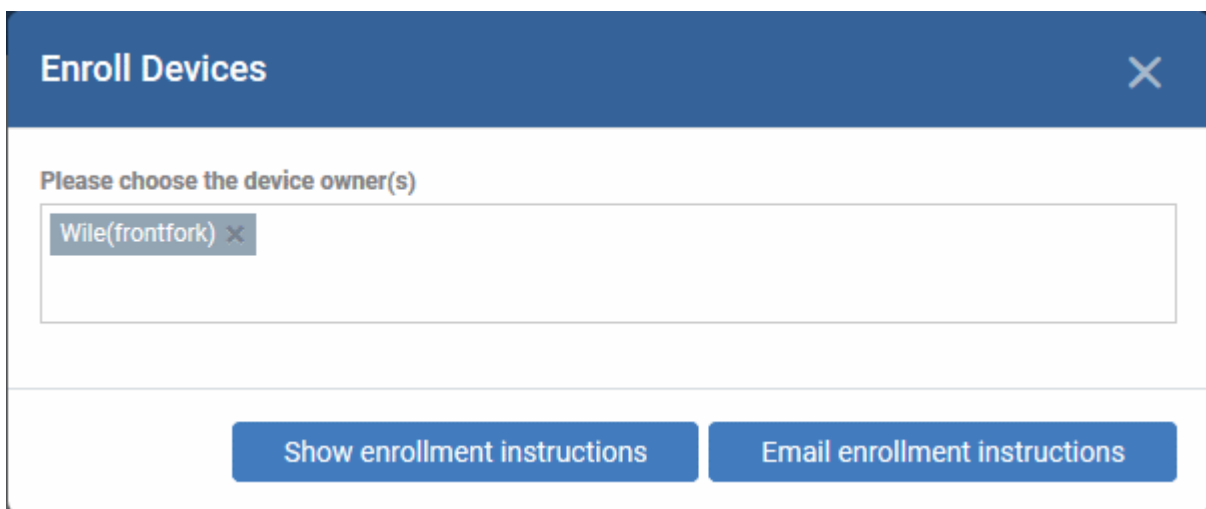 Enroll Devices
Please choose the device owner(s)
Wile(frontfork)
Show enrollment instructions Email enrollment instructions